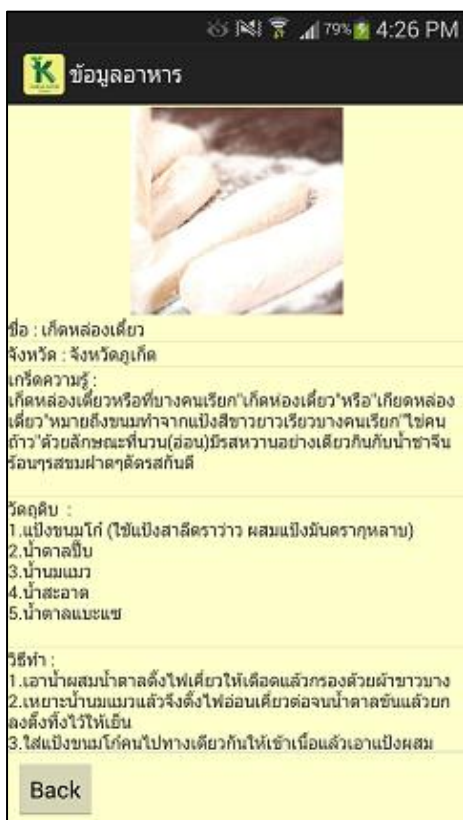 79% 4:26 PM
ข้อมูลอาหาร
ชื่อ : เก็ดหล่องเดี๋ยว
จังหวัด : จังหวัดภูเก็ต
เกร็ดความรู้ :
เก็ดหล่องเดี๋ยวหรือที่บางคนเรียก"เก็ดห่องเดี๋ยว"หรือ"เกียดหล่อง
เดี๋ยว"หมายถึงขนมทำจากแป้งสีขาวยาวเรียวบางคนเรียก"ไข่คน
ถ้าว"ด้วยลักษณะที่นวน(อ่อน)มีรสหวานอย่างเดียวกินกับน้ำชาจีน
ร้อนๆรสขมฝาดๆตัดรสกันดี
วัตถุดิบ :
1.แป้งขนมโก๋ (ใช้แป้งสาลีตราว่าว ผสมแป้งมันตรากุหลาบ)
2.น้ำตาลปี๊บ
3.น้ำนมแมว
4.น้ำสะอาด
5.น้ำตาลแบะแซ
วิธีทำ :
1.เอาน้ำผสมน้ำตาลตั้งไฟเคี่ยวให้เดือดแล้วกรองด้วยผ้าขาวบาง
2.เหยาะน้ำนมแมวแล้วจึงตั้งไฟอ่อนเคี่ยวต่อจนน้ำตาลข้นแล้วยก
ลงตั้งทิ้งไว้ให้เย็น
3.ใส่แป้งขนมโก๋คนไปทางเดียวกันให้เข้าเนื้อแล้วเอาแป้งผสม
Back